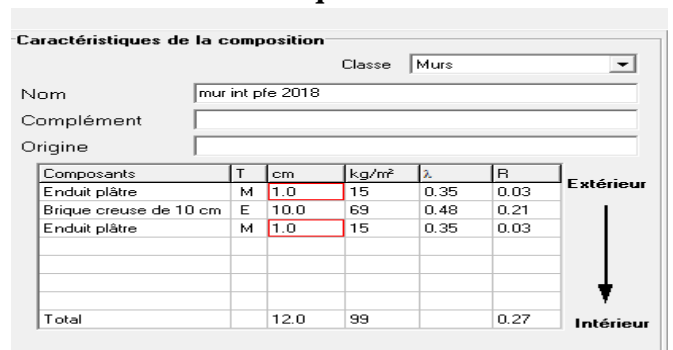 Caractéristiques de la composition
Classe Murs
Nom mur int pfe 2018
Complément
Origine
Composants T cm kg/m² λ R
Extérieur
Enduit plâtre M 1.0 15 0.35 0.03
Brique creuse de 10 cm E 10.0 69 0.48 0.21
Enduit plâtre M 1.0 15 0.35 0.03
Total 12.0 99 0.27
Intérieur